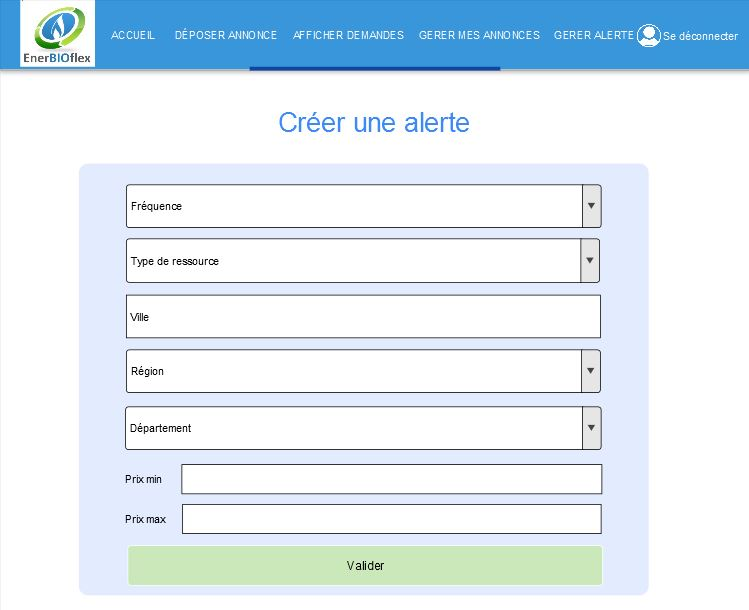 EnerBIOflex
ACCUEIL DÉPOSER ANNONCE AFFICHER DEMANDES GERER MES ANNONCES GERER ALERTE Se déconnecter
Créer une alerte
Fréquence
Type de ressource
Ville
Région
Département
Prix min
Prix max
Valider